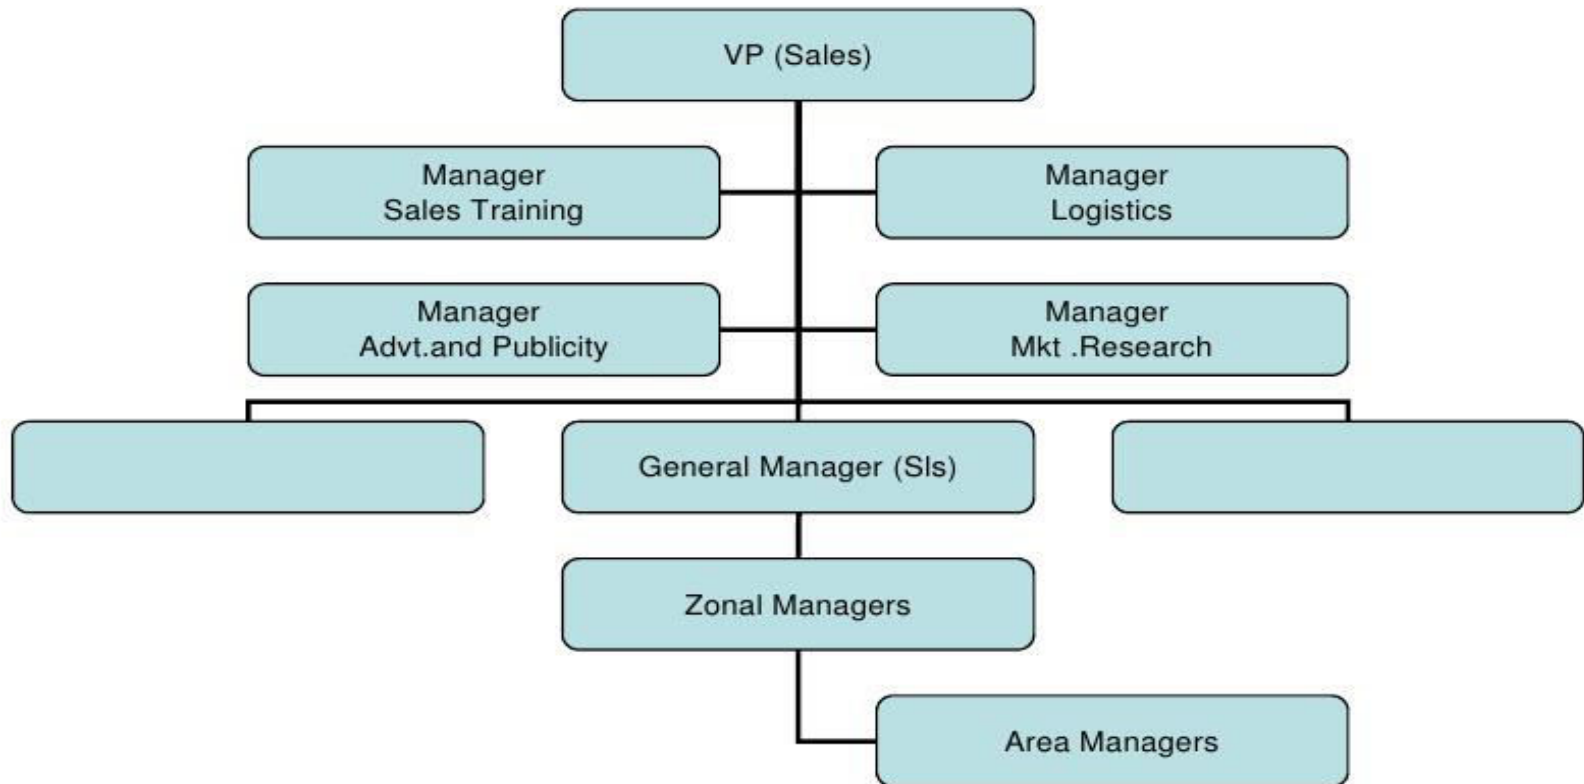 VP (Sales)
Manager
Sales Training
Manager
Logistics
Manager
Advt.and Publicity
Manager
Mkt .Research
General Manager (Sls)
Zonal Managers
Area Managers